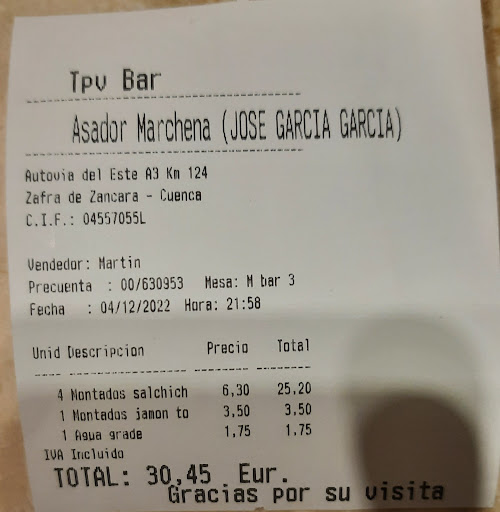 Tpv Bar
Asador Marchena (JOSE GARCIA GARCIA)
Autovia del Este A3 Km 124
Zafra de Zancara - Cuenca
C.I.F.: 04557055L
Vendedor: Martin
Precuenta : 00/630953 Mesa: M bar 3
Fecha : 04/12/2022 Hora: 21:58
Unid Descripcion Precio Total
4 Montados salchich 6,30 25,20
1 Montados jamon to 3,50 3,50
1 Agua grade 1,75 1,75
IVA Incluido
TOTAL: 30,45 Eur.
Gracias por su visita